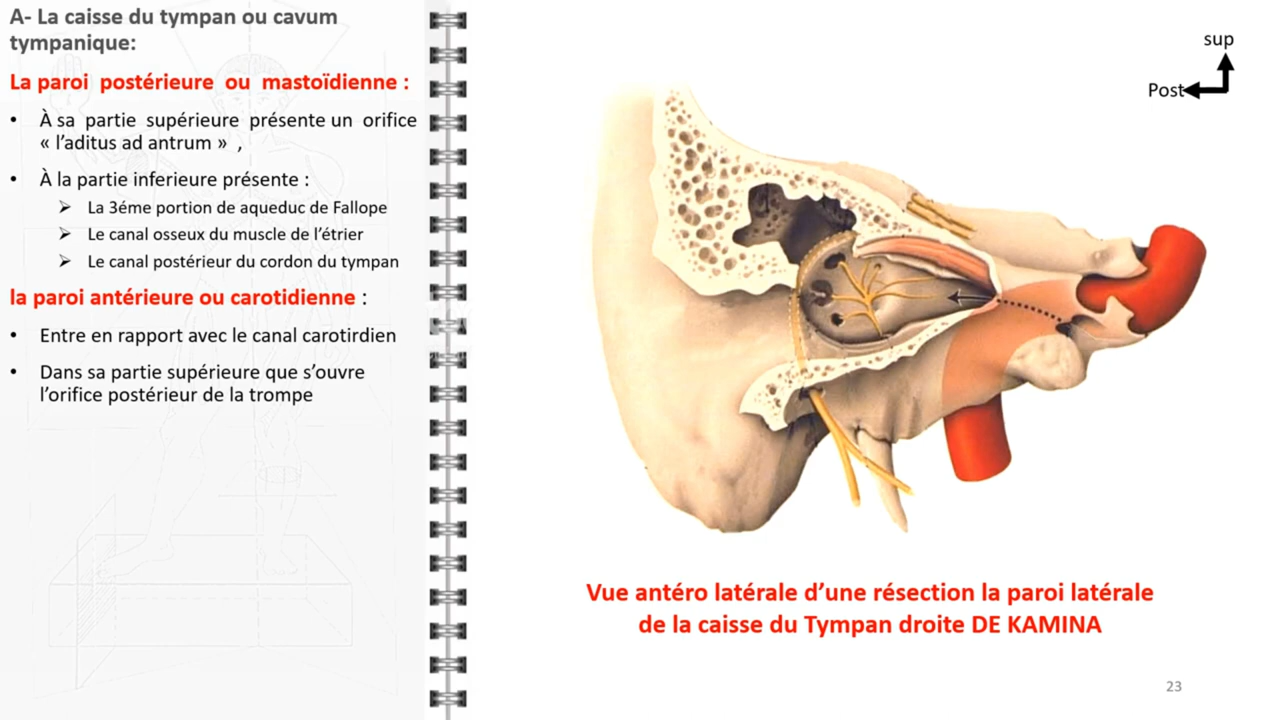 A- La caisse du tympan ou cavum
tympanique:
La paroi postérieure ou mastoïdienne :
• À sa partie supérieure présente un orifice
« l’aditus ad antrum » ,
• À la partie inferieure présente :
➢ La 3éme portion de aqueduc de Fallope
➢ Le canal osseux du muscle de l’étrier
➢ Le canal postérieur du cordon du tympan
la paroi antérieure ou carotidienne :
• Entre en rapport avec le canal carotirdien
• Dans sa partie supérieure que s’ouvre
l’orifice postérieur de la trompe
sup
Post
Vue antéro latérale d’une résection la paroi latérale
de la caisse du Tympan droite DE KAMINA
23